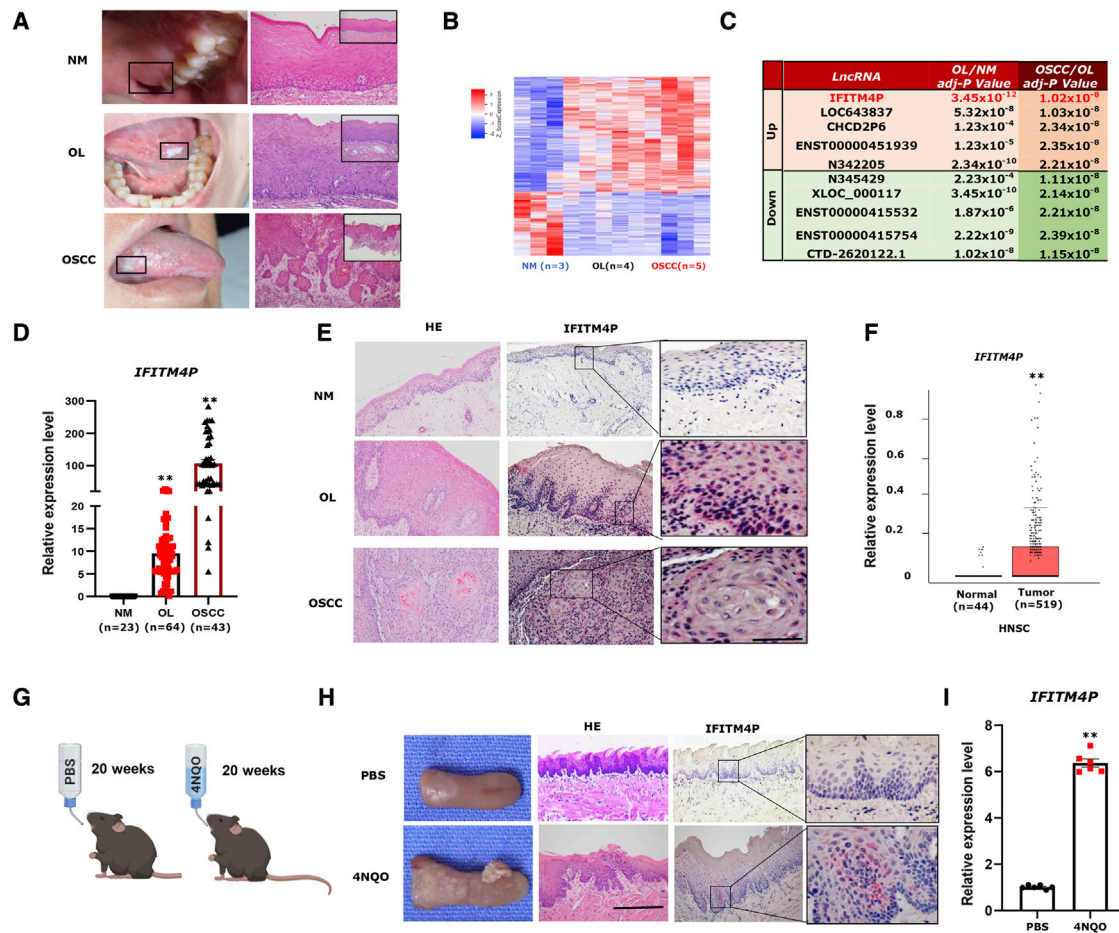 A
NM
OL
OSCC
B
Z_ScoreExpression
NM (n=3)
OL(n=4)
OSCC(n=5)
C
LncRNA
OL/NM
adj-P Value
OSCC/OL
adj-P Value
Up
IFITM4P 3.45x10⁻¹² 1.02x10⁻⁸
LOC643837 5.32x10⁻⁸ 1.03x10⁻⁸
CHCD2P6 1.23x10⁻⁴ 2.34x10⁻⁸
ENST00000451939 1.23x10⁻⁵ 2.35x10⁻⁸
N342205 2.34x10⁻¹⁰ 2.21x10⁻⁸
Down
N345429 2.23x10⁻⁴ 1.11x10⁻⁸
XLOC_000117 3.45x10⁻¹⁰ 2.14x10⁻⁸
ENST00000415532 1.87x10⁻⁶ 2.21x10⁻⁸
ENST00000415754 2.22x10⁻⁹ 2.39x10⁻⁸
CTD-2620122.1 1.02x10⁻⁸ 1.15x10⁻⁸
D
IFITM4P
Relative expression level
300
200
100
20
15
10
5
0
**
**
NM
(n=23)
OL
(n=64)
OSCC
(n=43)
E
HE
IFITM4P
NM
OL
OSCC
F
IFITM4P
**
Relative expression level
0.8
0.6
0.4
0.2
0
Normal
(n=44)
Tumor
(n=519)
HNSC
G
PBS
20 weeks
4NQO
20 weeks
H
HE
IFITM4P
PBS
4NQO
I
IFITM4P
Relative expression level
8
6
4
2
0
**
PBS
4NQO